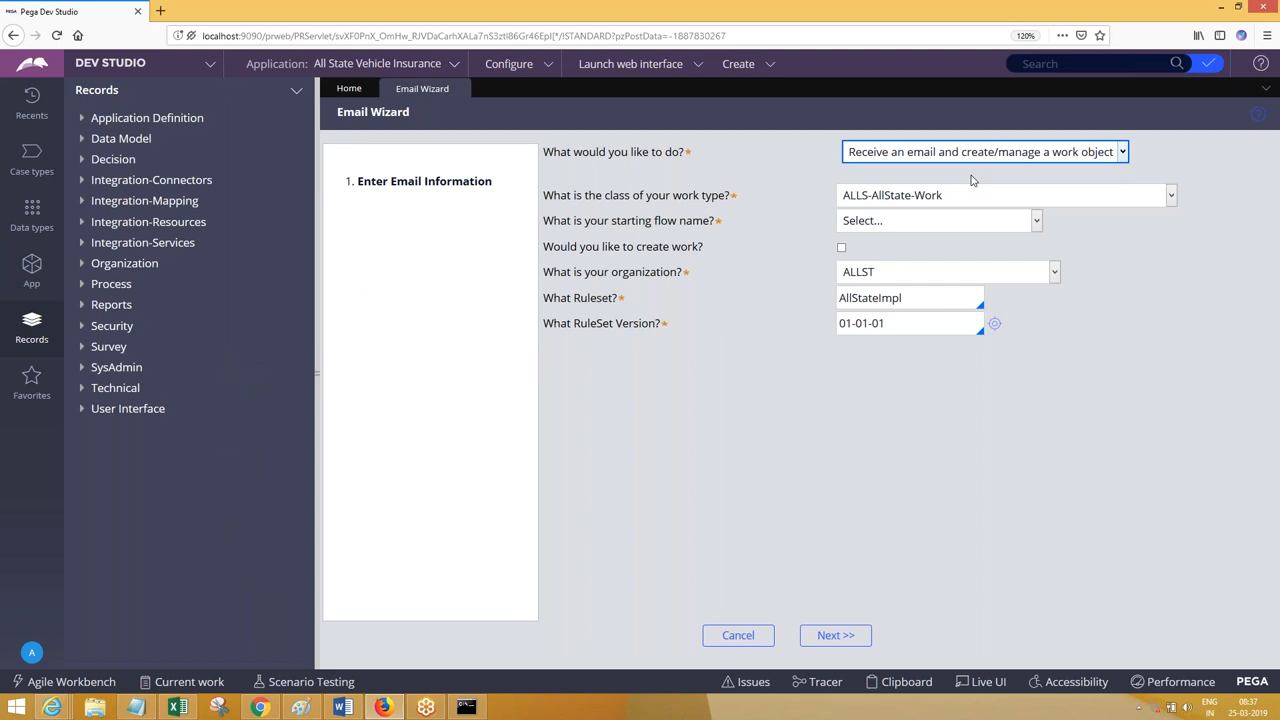 Pega Dev Studio
localhost:9090/prweb/PRServlet/svXF0PnX_OmHw_RJVDaCarhXALa7nS3ztI86Gr46EpI[*/!STANDARD?pzPostData=-1887830267
120%
DEV STUDIO
Application: All State Vehicle Insurance
Configure
Launch web interface
Create
Search
Recents
Case types
Data types
App
Records
Favorites
A
Records
Application Definition
Data Model
Decision
Integration-Connectors
Integration-Mapping
Integration-Resources
Integration-Services
Organization
Process
Reports
Security
Survey
SysAdmin
Technical
User Interface
Home
Email Wizard
Email Wizard
1. Enter Email Information
What would you like to do?* Receive an email and create/manage a work object
What is the class of your work type?* ALLS-AllState-Work
What is your starting flow name?* Select...
Would you like to create work?
What is your organization?* ALLST
What Ruleset?* AllStateImpl
What RuleSet Version?* 01-01-01
Cancel
Next >>
Agile Workbench
Current work
Scenario Testing
Issues
Tracer
Clipboard
Live UI
Accessibility
Performance
PEGA
ENG
IN
08:37
25-03-2019